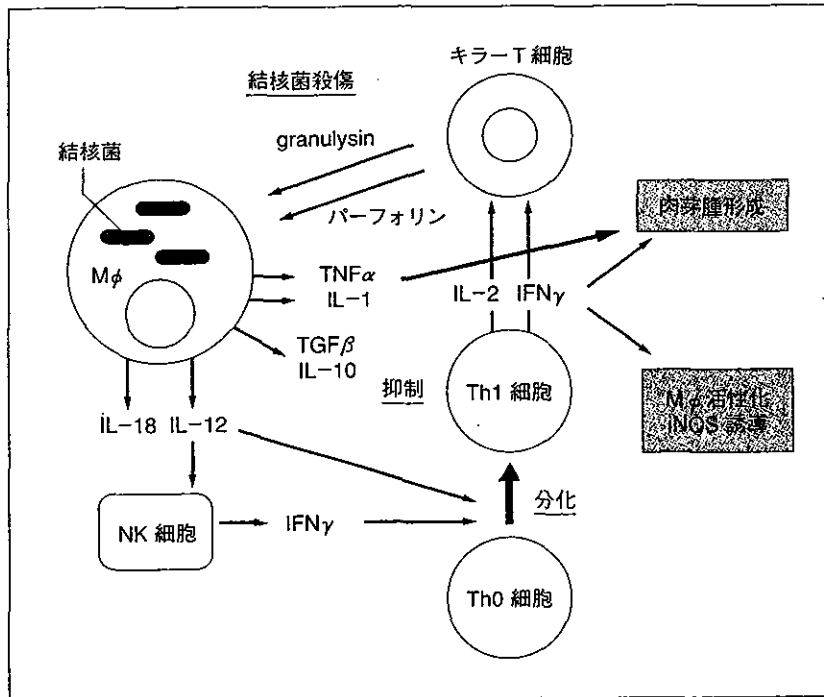 キラーT 細胞
結核菌殺傷
granulysin
結核菌
パーフォリン
肉芽腫形成
Mφ
TNFα
IL-1
IL-2 IFNγ
TGFβ
IL-10
抑制
Th1 細胞
Mφ活性化
iNOS 誘導
IL-18 IL-12
分化
NK 細胞
IFNγ
Th0 細胞